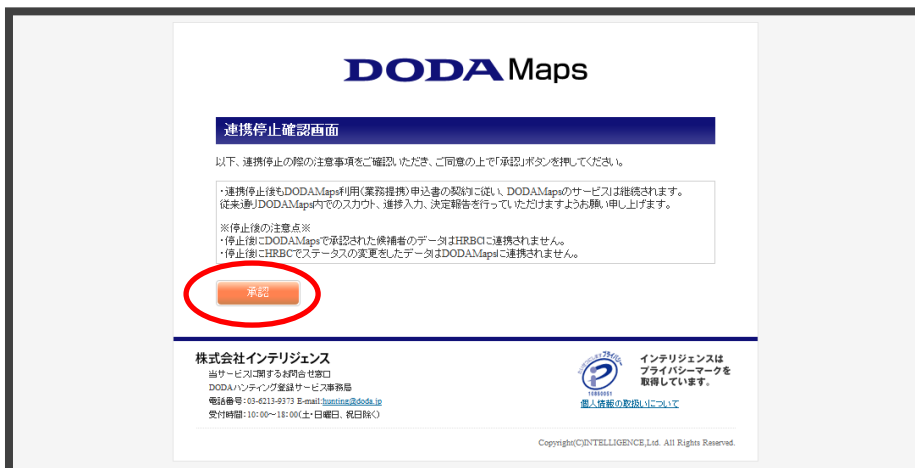 DODA Maps
連携停止確認画面
以下、連携停止の際の注意事項をご確認いただき、ご同意の上で「承認」ボタンを押してください。
・連携停止後もDODAMaps利用(業務提携)申込書の契約に従い、DODAMapsのサービスは継続されます。
従来通りDODAMaps内でのスカウト、進捗入力、決定報告を行っていただけますようお願い申し上げます。
※停止後の注意点※
・停止後にDODAMapsで承認された候補者のデータはHRBCに連携されません。
・停止後にHRBCでステータスの変更をしたデータはDODAMapsに連携されません。
承認
株式会社インテリジェンス
当サービスに関するお問合せ窓口
DODAハンティング登録サービス事務局
電話番号:03-6213-9373 E-mail:hunting@doda.jp
受付時間:10:00～18:00(土・日曜日、祝日除く)
インテリジェンスは
プライバシーマークを
取得しています。
個人情報の取扱いについて
Copyright(C)INTELLIGENCE,Ltd. All Rights Reserved.